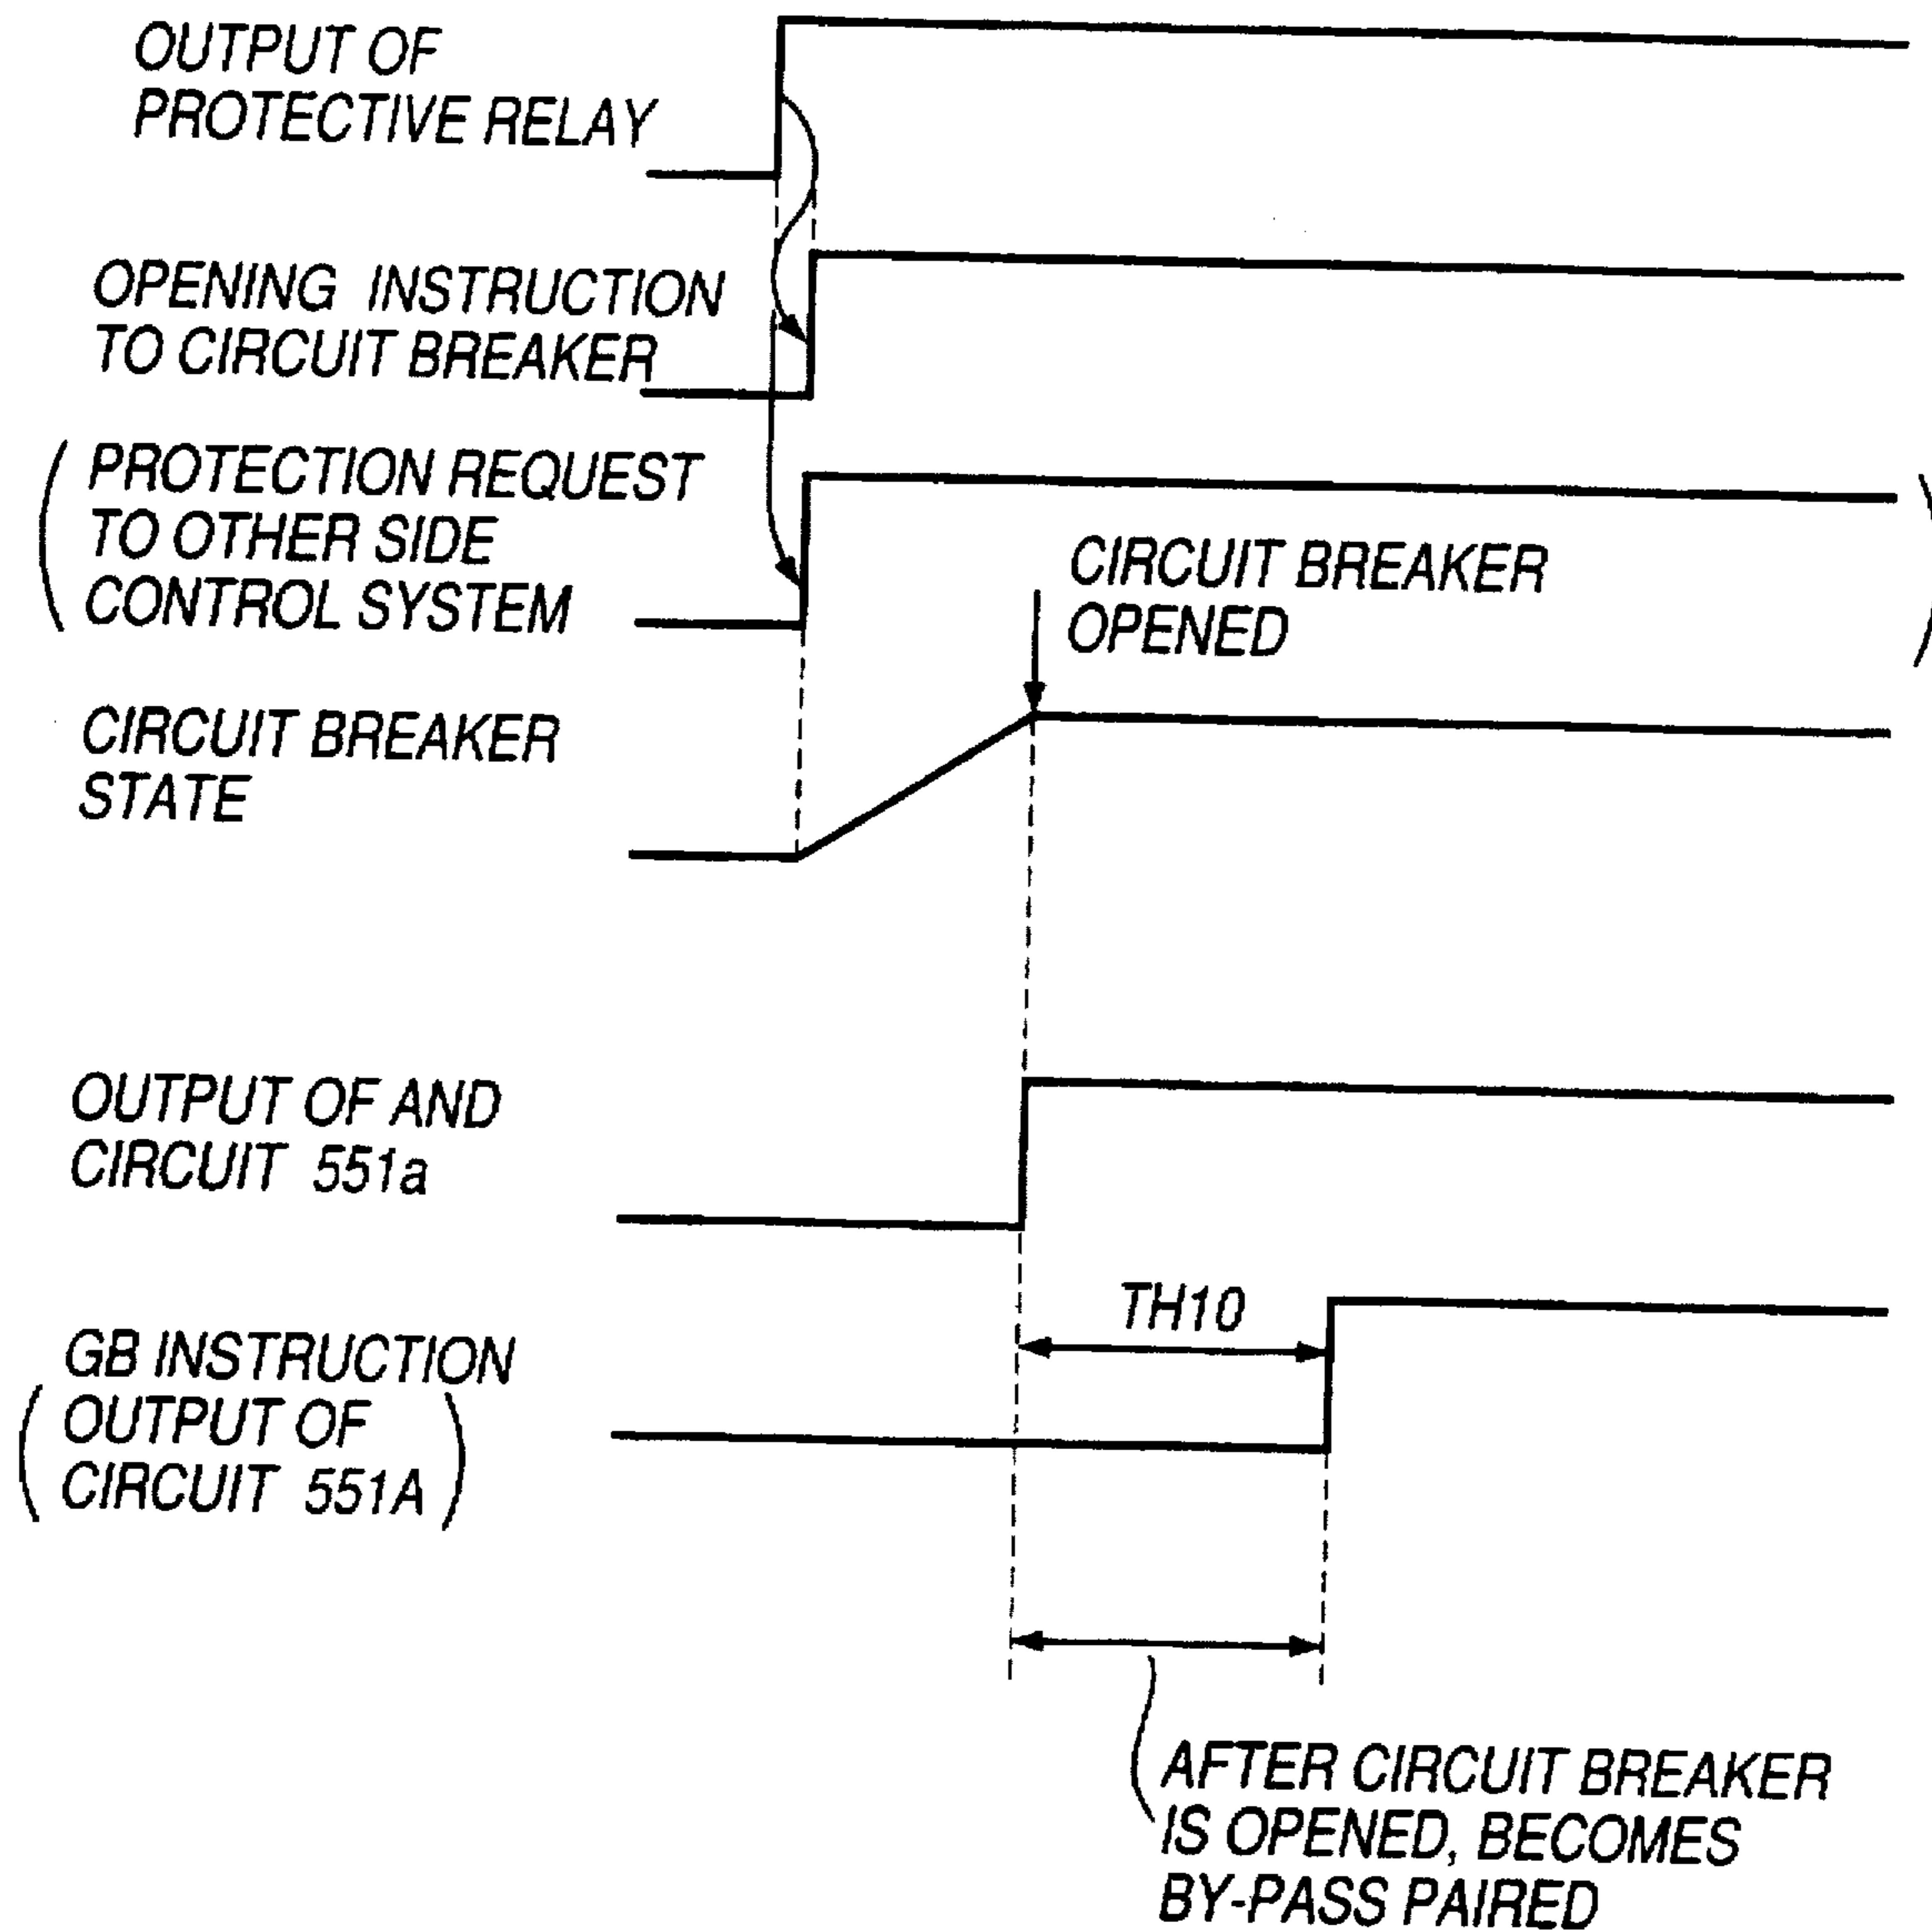 OUTPUT OF
PROTECTIVE RELAY
OPENING INSTRUCTION
TO CIRCUIT BREAKER
PROTECTION REQUEST
TO OTHER SIDE
CONTROL SYSTEM
CIRCUIT BREAKER
OPENED
CIRCUIT BREAKER
STATE
OUTPUT OF AND
CIRCUIT 551a
TH10
GB INSTRUCTION
(OUTPUT OF
CIRCUIT 551A)
AFTER CIRCUIT BREAKER
IS OPENED, BECOMES
BY-PASS PAIRED